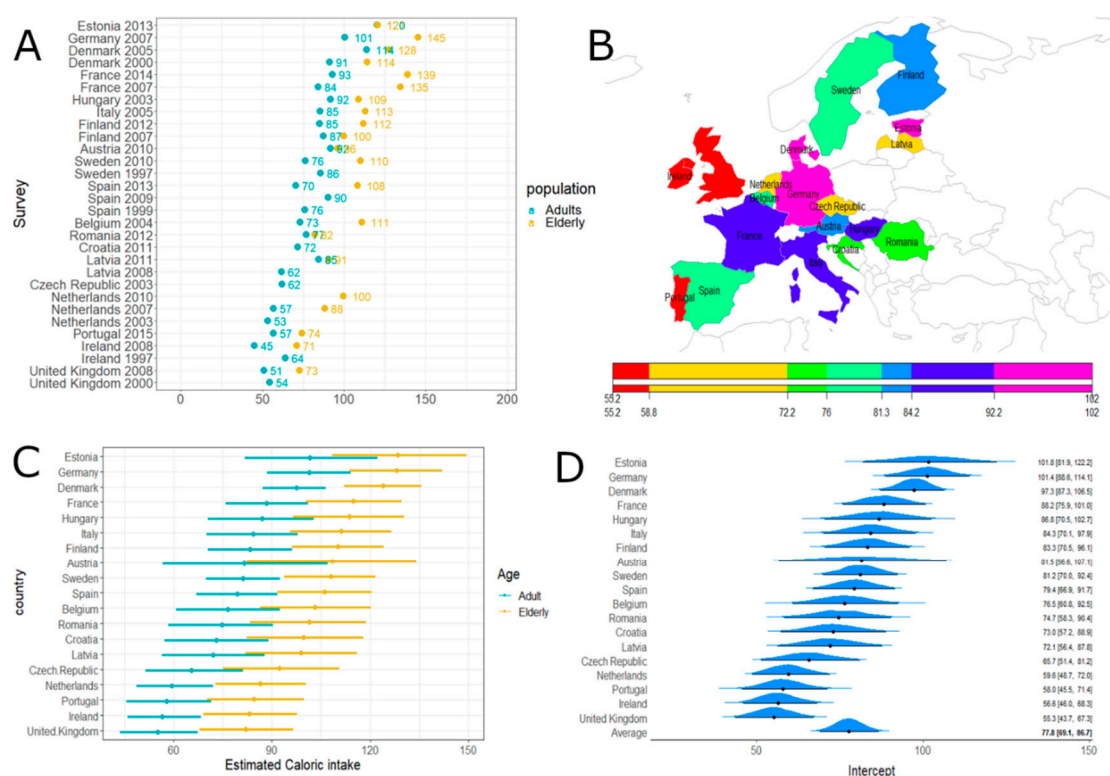 A
Survey
Estonia 2013 120
Germany 2007 101 145
Denmark 2005 114 128
Denmark 2000 91 114
France 2014 93 139
France 2007 84 135
Hungary 2003 92 109
Italy 2005 85 113
Finland 2012 85 112
Finland 2007 87 100
Austria 2010 92 96
Sweden 2010 76 110
Sweden 1997 86
Spain 2013 70 108
Spain 2009 90
Spain 1999 76
Belgium 2004 73 111
Romania 2012 77 82
Croatia 2011 72
Latvia 2011 85 91
Latvia 2008 62
Czech Republic 2003 62
Netherlands 2010 100
Netherlands 2007 57 88
Netherlands 2003 53
Portugal 2015 57 74
Ireland 2008 45 71
Ireland 1997 64
United Kingdom 2008 51 73
United Kingdom 2000 54
0 50 100 150 200
population
Adults
Elderly
B
Finland
Sweden
Estonia
Latvia
Denmark
Ireland
Netherlands
Germany
Belgium
Czech Republic
Austria
Hungary
France
Romania
Croatia
Italy
Portugal
Spain
55.2 58.8 72.2 76 81.3 84.2 92.2 102
55.2 102
C
country
Estonia
Germany
Denmark
France
Hungary
Italy
Finland
Austria
Sweden
Spain
Belgium
Romania
Croatia
Latvia
Czech.Republic
Netherlands
Portugal
Ireland
United.Kingdom
60 90 120 150
Estimated Caloric intake
Age
Adult
Elderly
D
Estonia 101.8 [81.9, 122.2]
Germany 101.4 [88.6, 114.1]
Denmark 97.3 [87.3, 106.5]
France 88.2 [75.9, 101.0]
Hungary 86.8 [70.5, 102.7]
Italy 84.3 [70.1, 97.9]
Finland 83.3 [70.5, 96.1]
Austria 81.5 [56.6, 107.1]
Sweden 81.2 [70.0, 92.4]
Spain 79.4 [66.9, 91.7]
Belgium 76.5 [60.8, 92.5]
Romania 74.7 [58.3, 90.4]
Croatia 73.0 [57.2, 88.9]
Latvia 72.1 [56.4, 87.8]
Czech Republic 65.7 [51.4, 81.2]
Netherlands 59.6 [48.7, 72.0]
Portugal 58.0 [45.5, 71.4]
Ireland 56.6 [46.0, 68.3]
United Kingdom 55.3 [43.7, 67.3]
Average 77.8 [69.1, 86.7]
50 100 150
Intercept